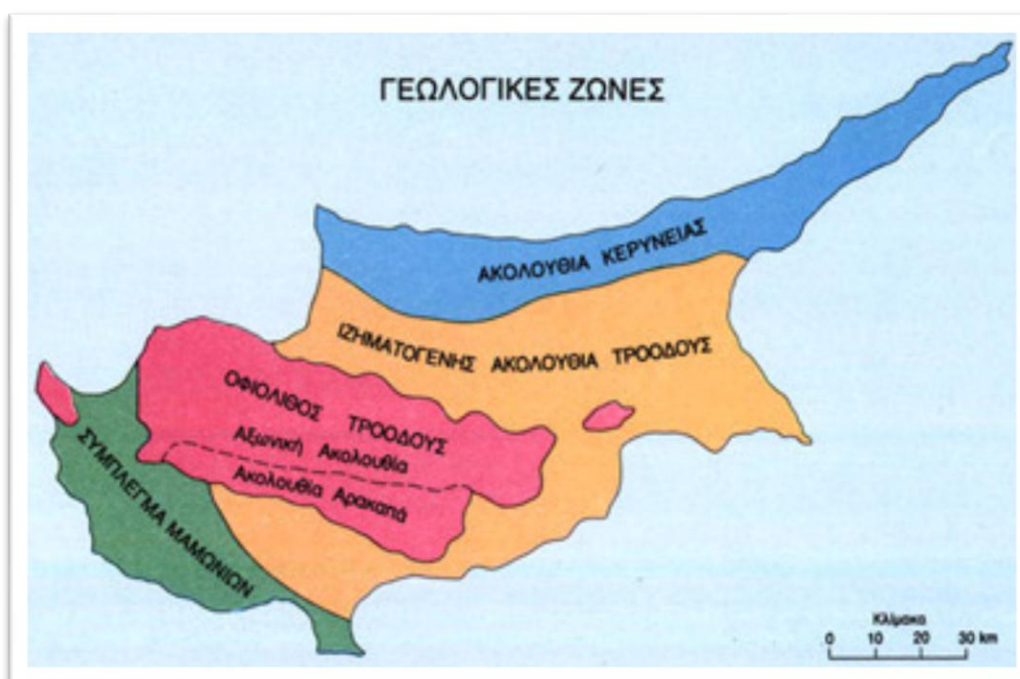 ΓΕΩΛΟΓΙΚΕΣ ΖΩΝΕΣ
ΑΚΟΛΟΥΘΙΑ ΚΕΡΥΝΕΙΑΣ
ΙΖΗΜΑΤΟΓΕΝΗΣ ΑΚΟΛΟΥΘΙΑ ΤΡΟΟΔΟΥΣ
ΟΦΙΟΛΙΘΟΣ ΤΡΟΟΔΟΥΣ
Αξωνική Ακολουθία
Ακολουθία Αρακαπά
ΣΥΜΠΛΕΓΜΑ ΜΑΜΩΝΙΩΝ
Κλίμακα
0 10 20 30 km